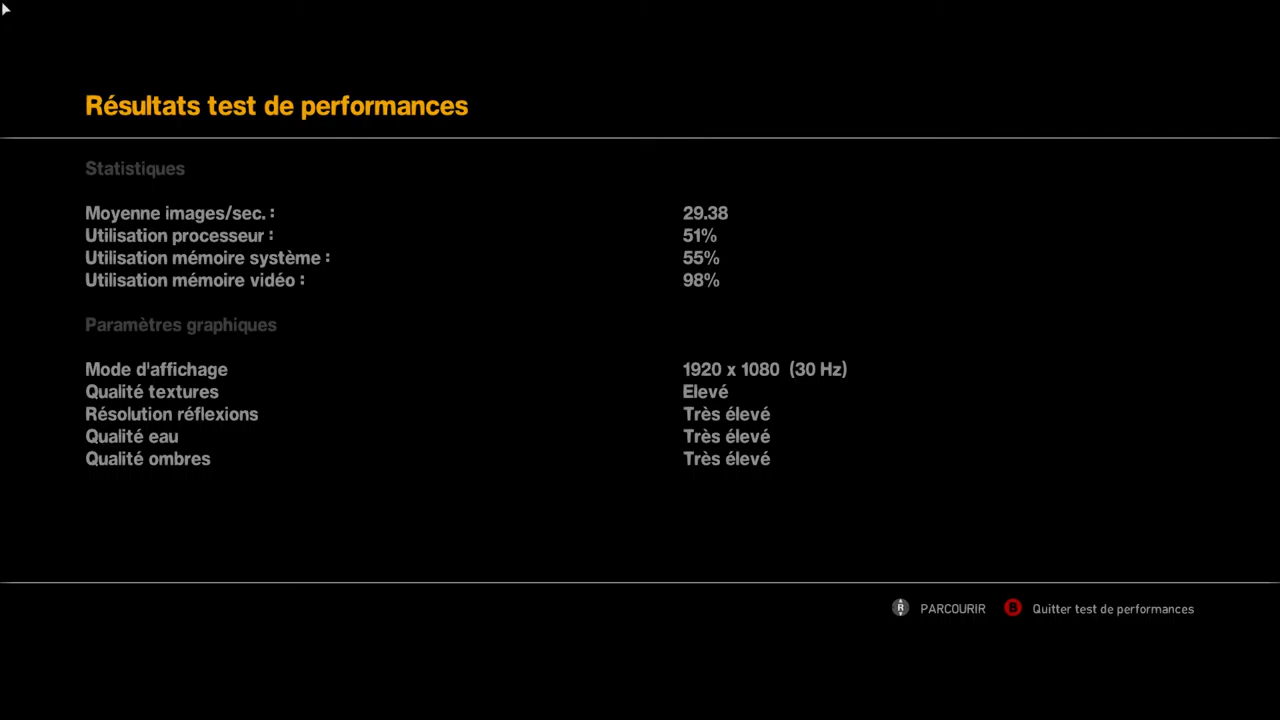 Résultats test de performances
Statistiques
Moyenne images/sec. : 29.38
Utilisation processeur : 51%
Utilisation mémoire système : 55%
Utilisation mémoire vidéo : 98%
Paramètres graphiques
Mode d'affichage 1920 x 1080 (30 Hz)
Qualité textures Elevé
Résolution réflexions Très élevé
Qualité eau Très élevé
Qualité ombres Très élevé
R PARCOURIR B Quitter test de performances